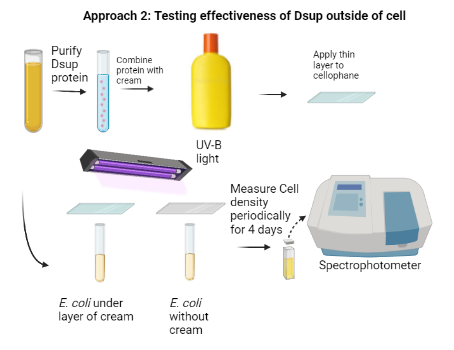 Approach 2: Testing effectiveness of Dsup outside of cell
Purify
Dsup
protein
Combine
protein with
cream
Apply thin
layer to
cellophane
UV-B
light
Measure Cell
density
periodically
for 4 days
Spectrophotometer
E. coli under
layer of cream
E. coli
without
cream